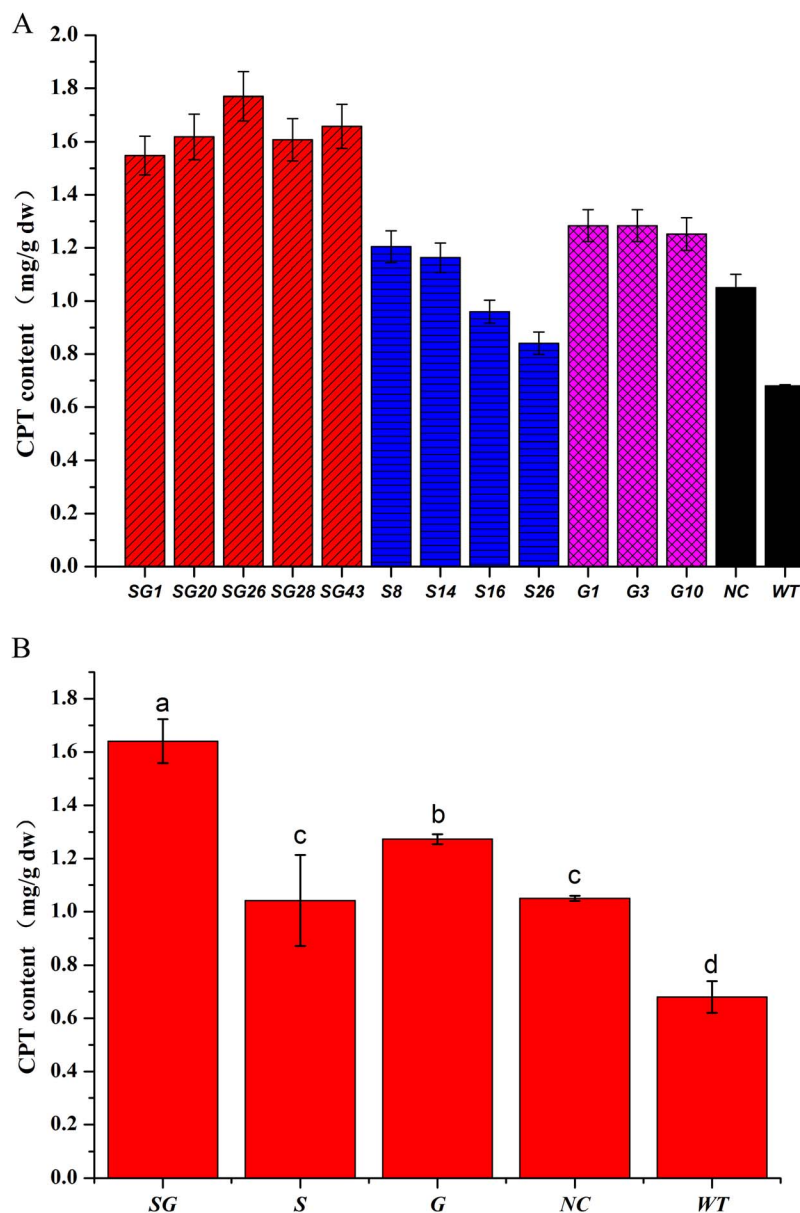 A
2.0
1.8
1.6
1.4
1.2
1.0
0.8
0.6
0.4
0.2
0.0
CPT content（mg/g dw）
SG1 SG20 SG26 SG28 SG43 S8 S14 S16 S26 G1 G3 G10 NC WT
B
1.8
1.6
1.4
1.2
1.0
0.8
0.6
0.4
0.2
0.0
CPT content（mg/g dw）
a
c
b
c
d
SG S G NC WT